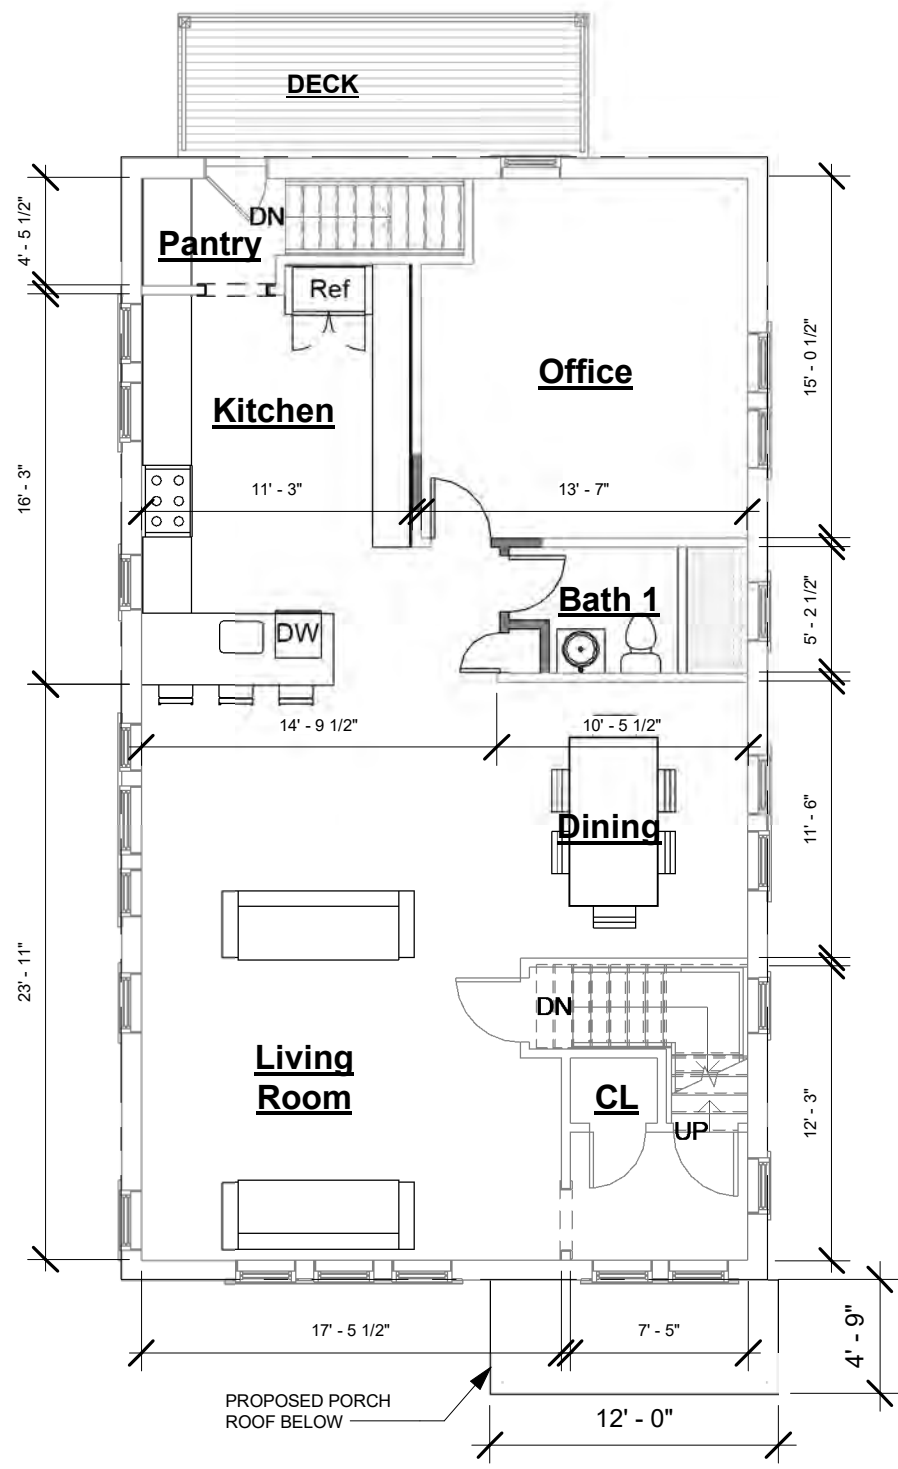 DECK
4' - 5 1/2"
DN
Pantry
Ref
15' - 0 1/2"
Office
Kitchen
16' - 3"
11' - 3"
13' - 7"
Bath 1
5' - 2 1/2"
DW
14' - 9 1/2"
10' - 5 1/2"
Dining
11' - 6"
23' - 11"
DN
Living
Room
CL
UP
12' - 3"
17' - 5 1/2"
7' - 5"
4' - 9"
PROPOSED PORCH
ROOF BELOW
12' - 0"